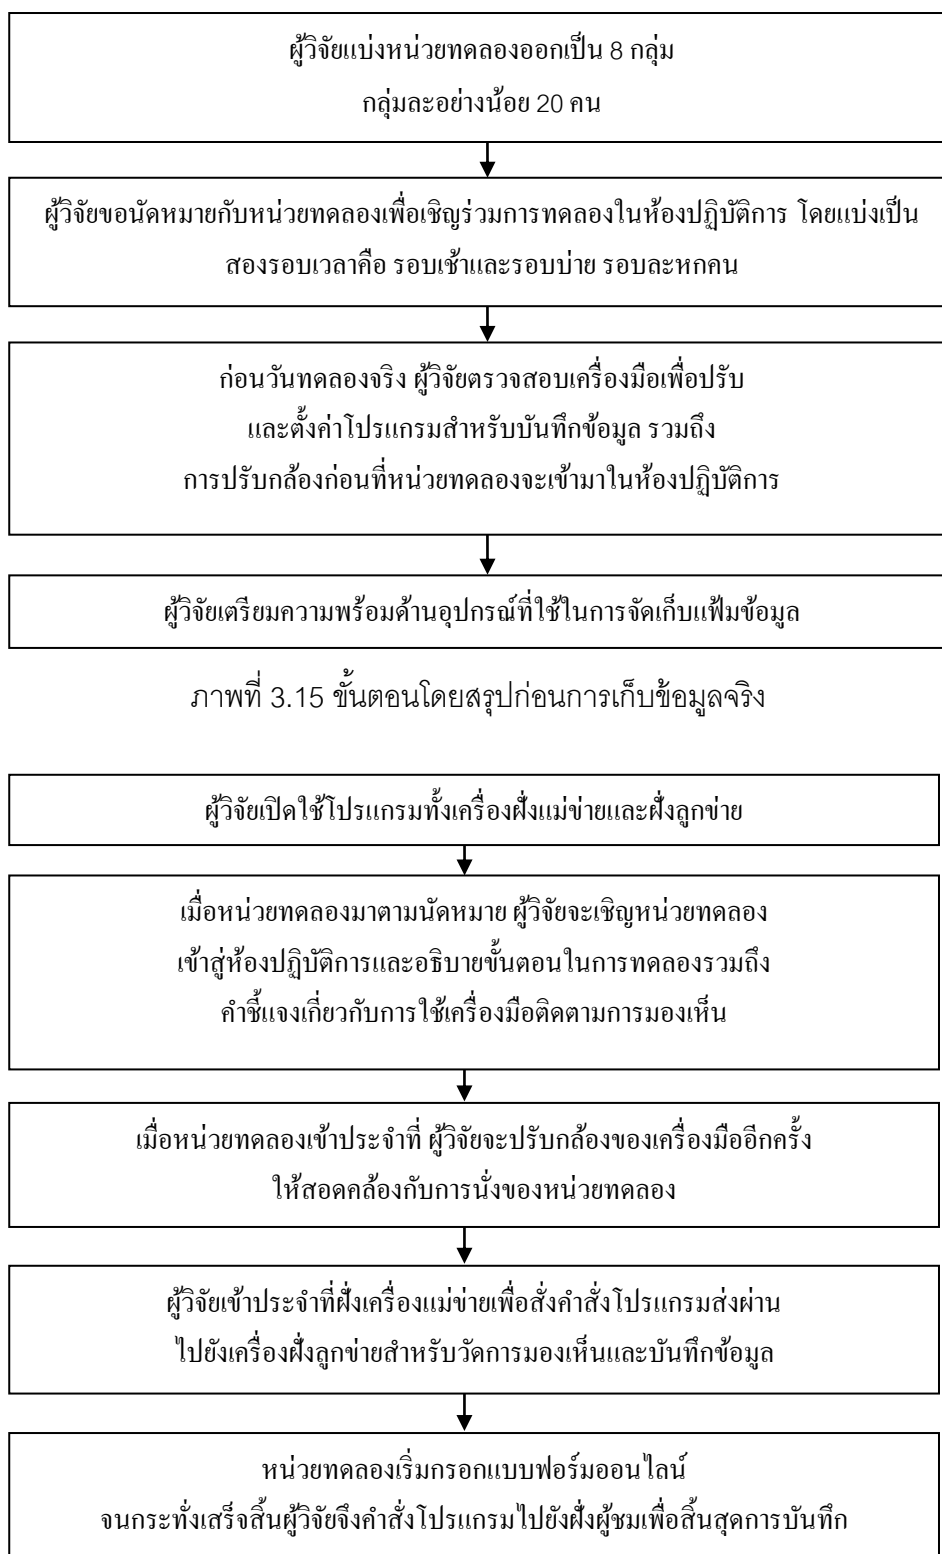 ผู้วิจัยแบ่งหน่วยทดลองออกเป็น 8 กลุ่ม
กลุ่มละอย่างน้อย 20 คน
ผู้วิจัยขอนัดหมายกับหน่วยทดลองเพื่อเชิญร่วมการทดลองในห้องปฏิบัติการ โดยแบ่งเป็น
สองรอบเวลาคือ รอบเช้าและรอบบ่าย รอบละหกคน
ก่อนวันทดลองจริง ผู้วิจัยตรวจสอบเครื่องมือเพื่อปรับ
และตั้งค่าโปรแกรมสำหรับบันทึกข้อมูล รวมถึง
การปรับกล้องก่อนที่หน่วยทดลองจะเข้ามาในห้องปฏิบัติการ
ผู้วิจัยเตรียมความพร้อมด้านอุปกรณ์ที่ใช้ในการจัดเก็บแฟ้มข้อมูล
ภาพที่ 3.15 ขั้นตอนโดยสรุปก่อนการเก็บข้อมูลจริง
ผู้วิจัยเปิดใช้โปรแกรมทั้งเครื่องฝั่งแม่ข่ายและฝั่งลูกข่าย
เมื่อหน่วยทดลองมาตามนัดหมาย ผู้วิจัยจะเชิญหน่วยทดลอง
เข้าสู่ห้องปฏิบัติการและอธิบายขั้นตอนในการทดลองรวมถึง
คำชี้แจงเกี่ยวกับการใช้เครื่องมือติดตามการมองเห็น
เมื่อหน่วยทดลองเข้าประจำที่ ผู้วิจัยจะปรับกล้องของเครื่องมืออีกครั้ง
ให้สอดคล้องกับการนั่งของหน่วยทดลอง
ผู้วิจัยเข้าประจำที่ฝั่งเครื่องแม่ข่ายเพื่อสั่งคำสั่งโปรแกรมส่งผ่าน
ไปยังเครื่องฝั่งลูกข่ายสำหรับวัดการมองเห็นและบันทึกข้อมูล
หน่วยทดลองเริ่มกรอกแบบฟอร์มออนไลน์
จนกระทั่งเสร็จสิ้นผู้วิจัยจึงคำสั่งโปรแกรมไปยังฝั่งผู้ชมเพื่อสิ้นสุดการบันทึก